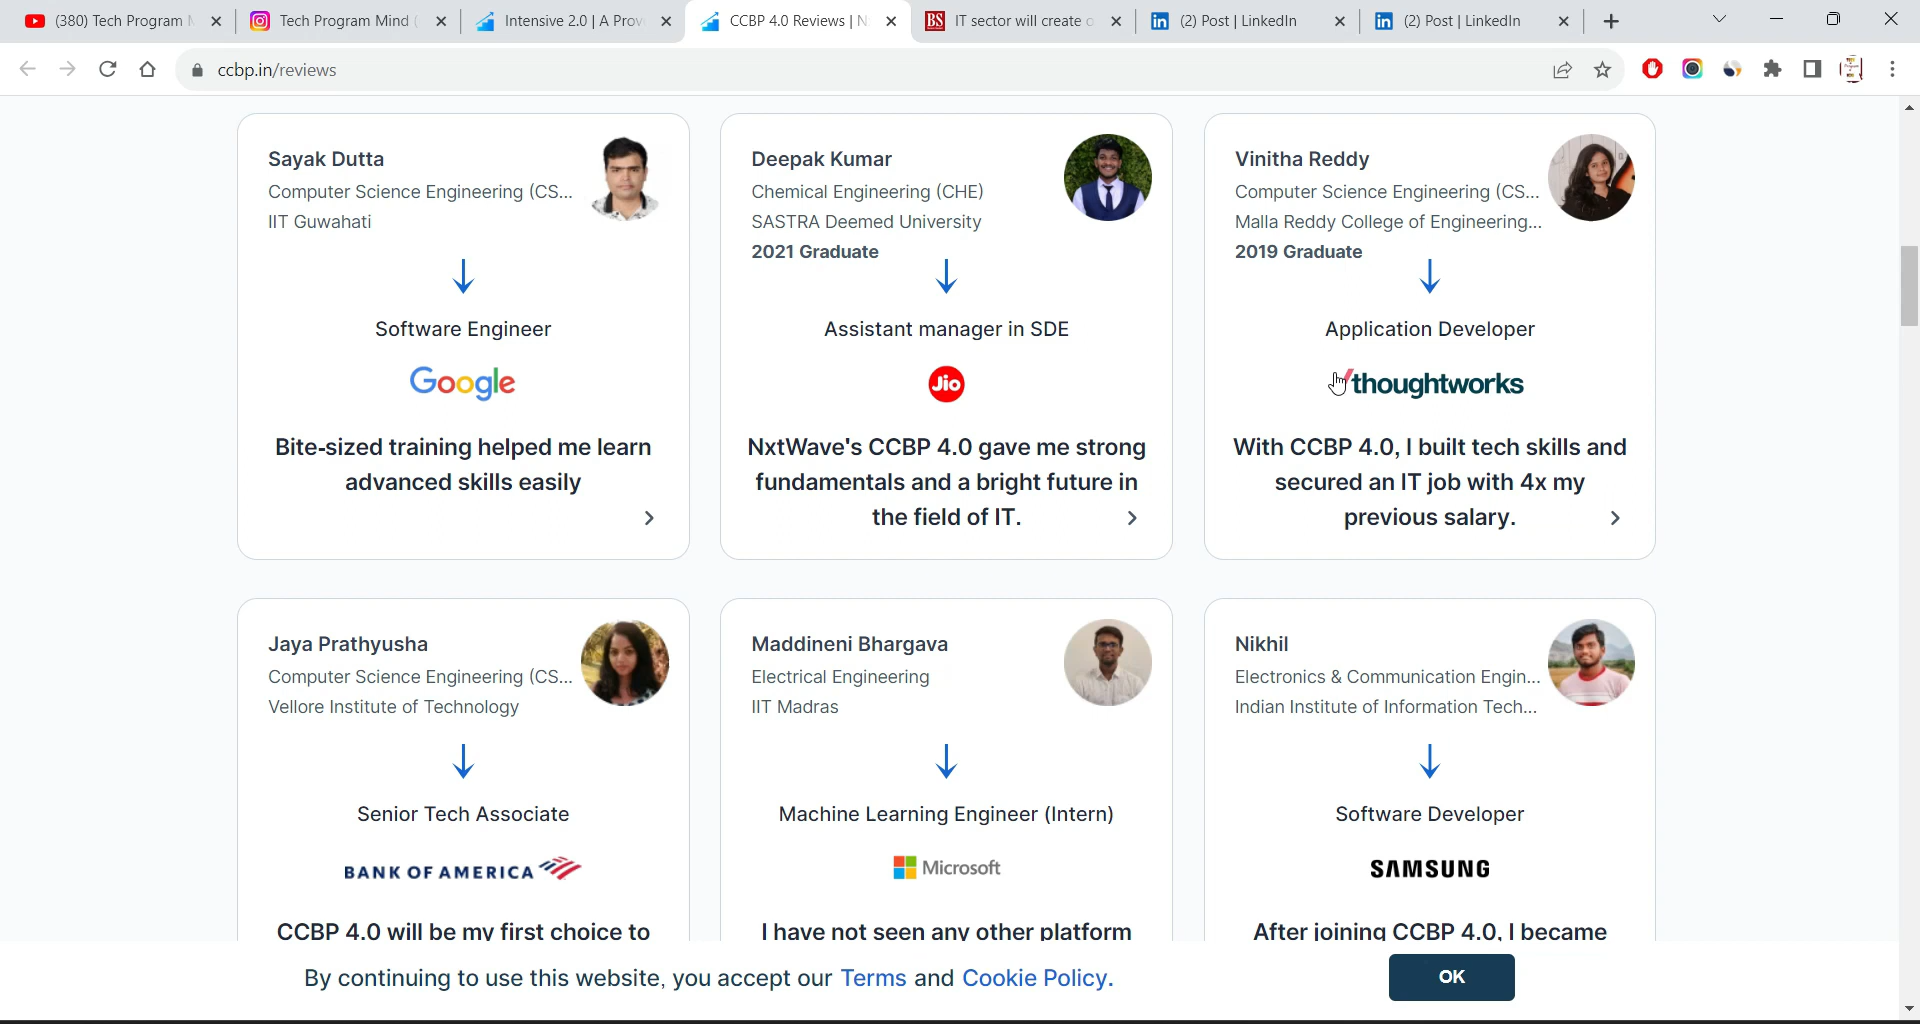 (380) Tech Program M
Tech Program Mind (
Intensive 2.0 | A Prov
CCBP 4.0 Reviews | N
BS
IT sector will create o
in
(2) Post | LinkedIn
in
(2) Post | LinkedIn
ccbp.in/reviews
Sayak Dutta
Computer Science Engineering (CS...
IIT Guwahati
Software Engineer
Google
Bite-sized training helped me learn
advanced skills easily
Deepak Kumar
Chemical Engineering (CHE)
SASTRA Deemed University
2021 Graduate
Assistant manager in SDE
Jio
NxtWave's CCBP 4.0 gave me strong
fundamentals and a bright future in
the field of IT.
Vinitha Reddy
Computer Science Engineering (CS...
Malla Reddy College of Engineering...
2019 Graduate
Application Developer
thoughtworks
With CCBP 4.0, I built tech skills and
secured an IT job with 4x my
previous salary.
Jaya Prathyusha
Computer Science Engineering (CS...
Vellore Institute of Technology
Senior Tech Associate
BANK OF AMERICA
CCBP 4.0 will be my first choice to
Maddineni Bhargava
Electrical Engineering
IIT Madras
Machine Learning Engineer (Intern)
Microsoft
I have not seen any other platform
Nikhil
Electronics & Communication Engin...
Indian Institute of Information Tech...
Software Developer
SAMSUNG
After joining CCBP 4.0, I became
By continuing to use this website, you accept our Terms and Cookie Policy.
OK